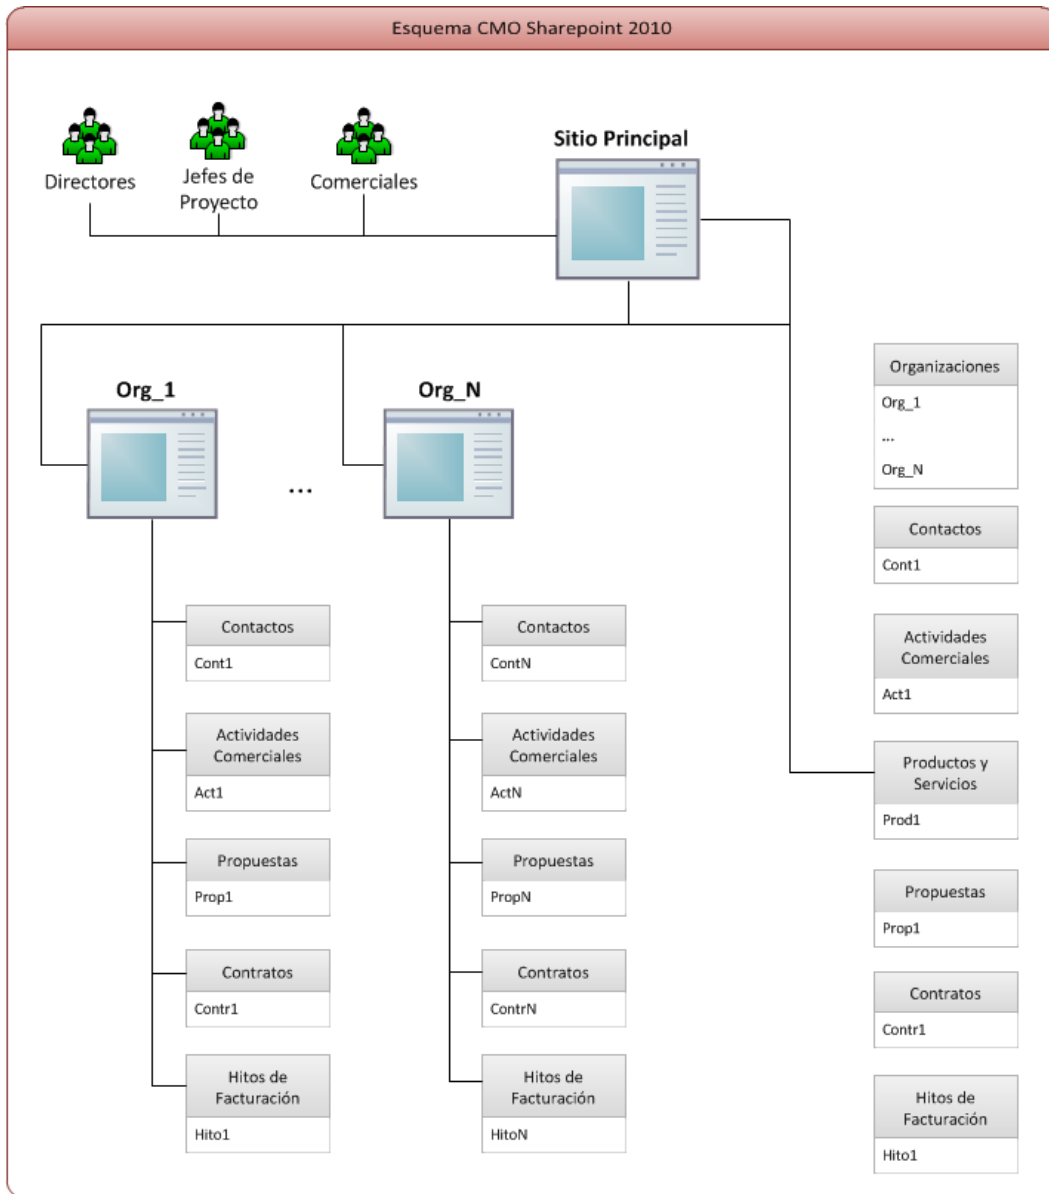 Esquema CMO Sharepoint 2010
Directores
Jefes de
Proyecto
Comerciales
Sitio Principal
Org_1
...
Org_N
Contactos
Cont1
Actividades
Comerciales
Act1
Propuestas
Prop1
Contratos
Contr1
Hitos de
Facturación
Hito1
Contactos
ContN
Actividades
Comerciales
ActN
Propuestas
PropN
Contratos
ContrN
Hitos de
Facturación
HitoN
Organizaciones
Org_1
...
Org_N
Contactos
Cont1
Actividades
Comerciales
Act1
Productos y
Servicios
Prod1
Propuestas
Prop1
Contratos
Contr1
Hitos de
Facturación
Hito1